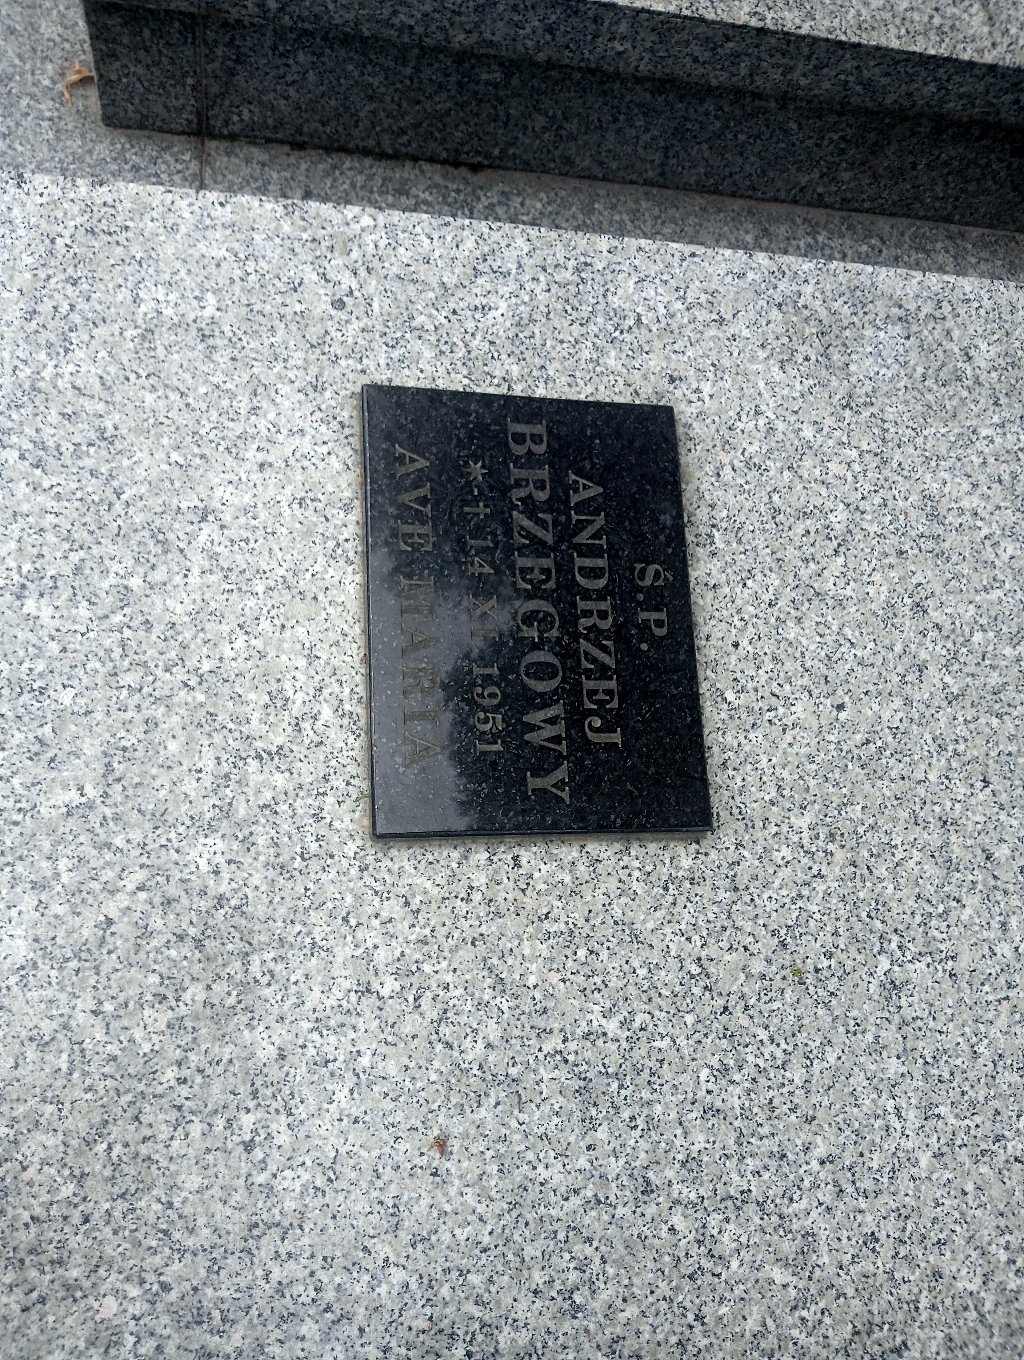 Ś.P.
ANDRZEJ
BRZEGOWY
*-†14 XI 1951
AVE MARIA